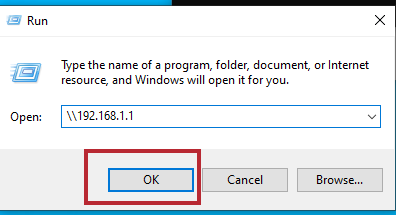 Run
Type the name of a program, folder, document, or Internet
resource, and Windows will open it for you.
Open: \\192.168.1.1
OK Cancel Browse...